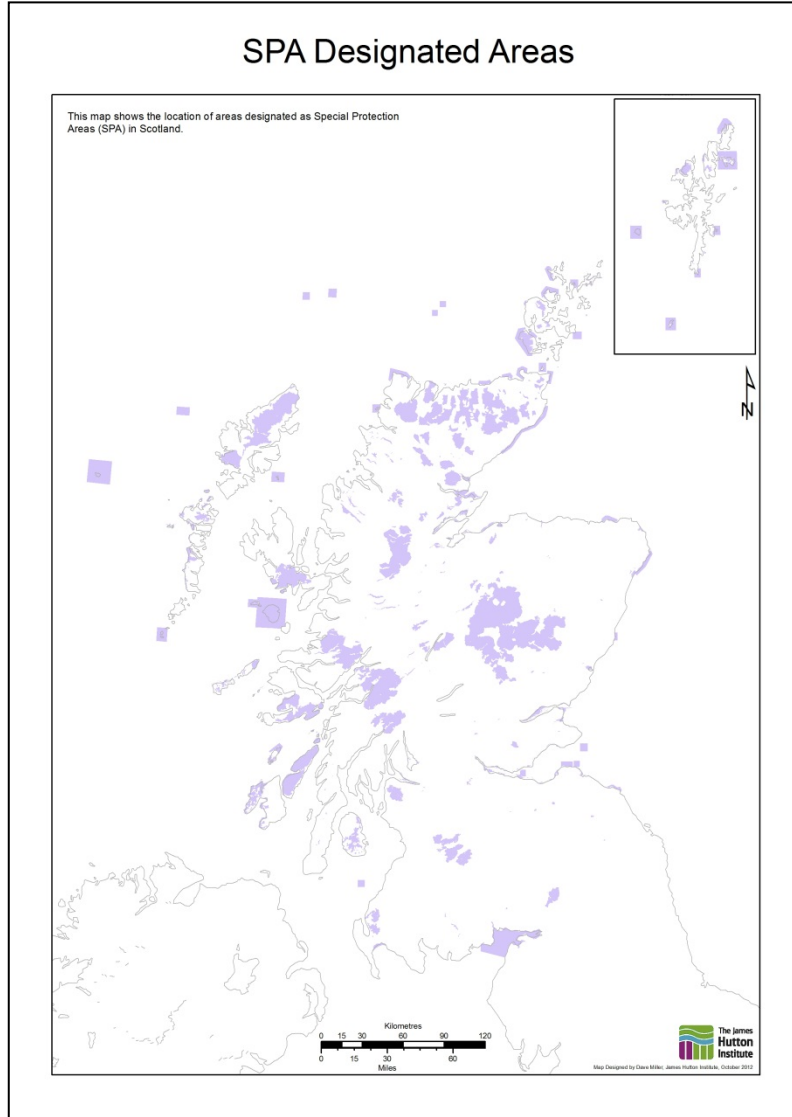 SPA Designated Areas
This map shows the location of areas designated as Special Protection
Areas (SPA) in Scotland.
N
Kilometres
0 15 30 60 90 120
0 15 30 60
Miles
The James
Hutton
Institute
Map Designed by Dave Miller, James Hutton Institute, October 2012